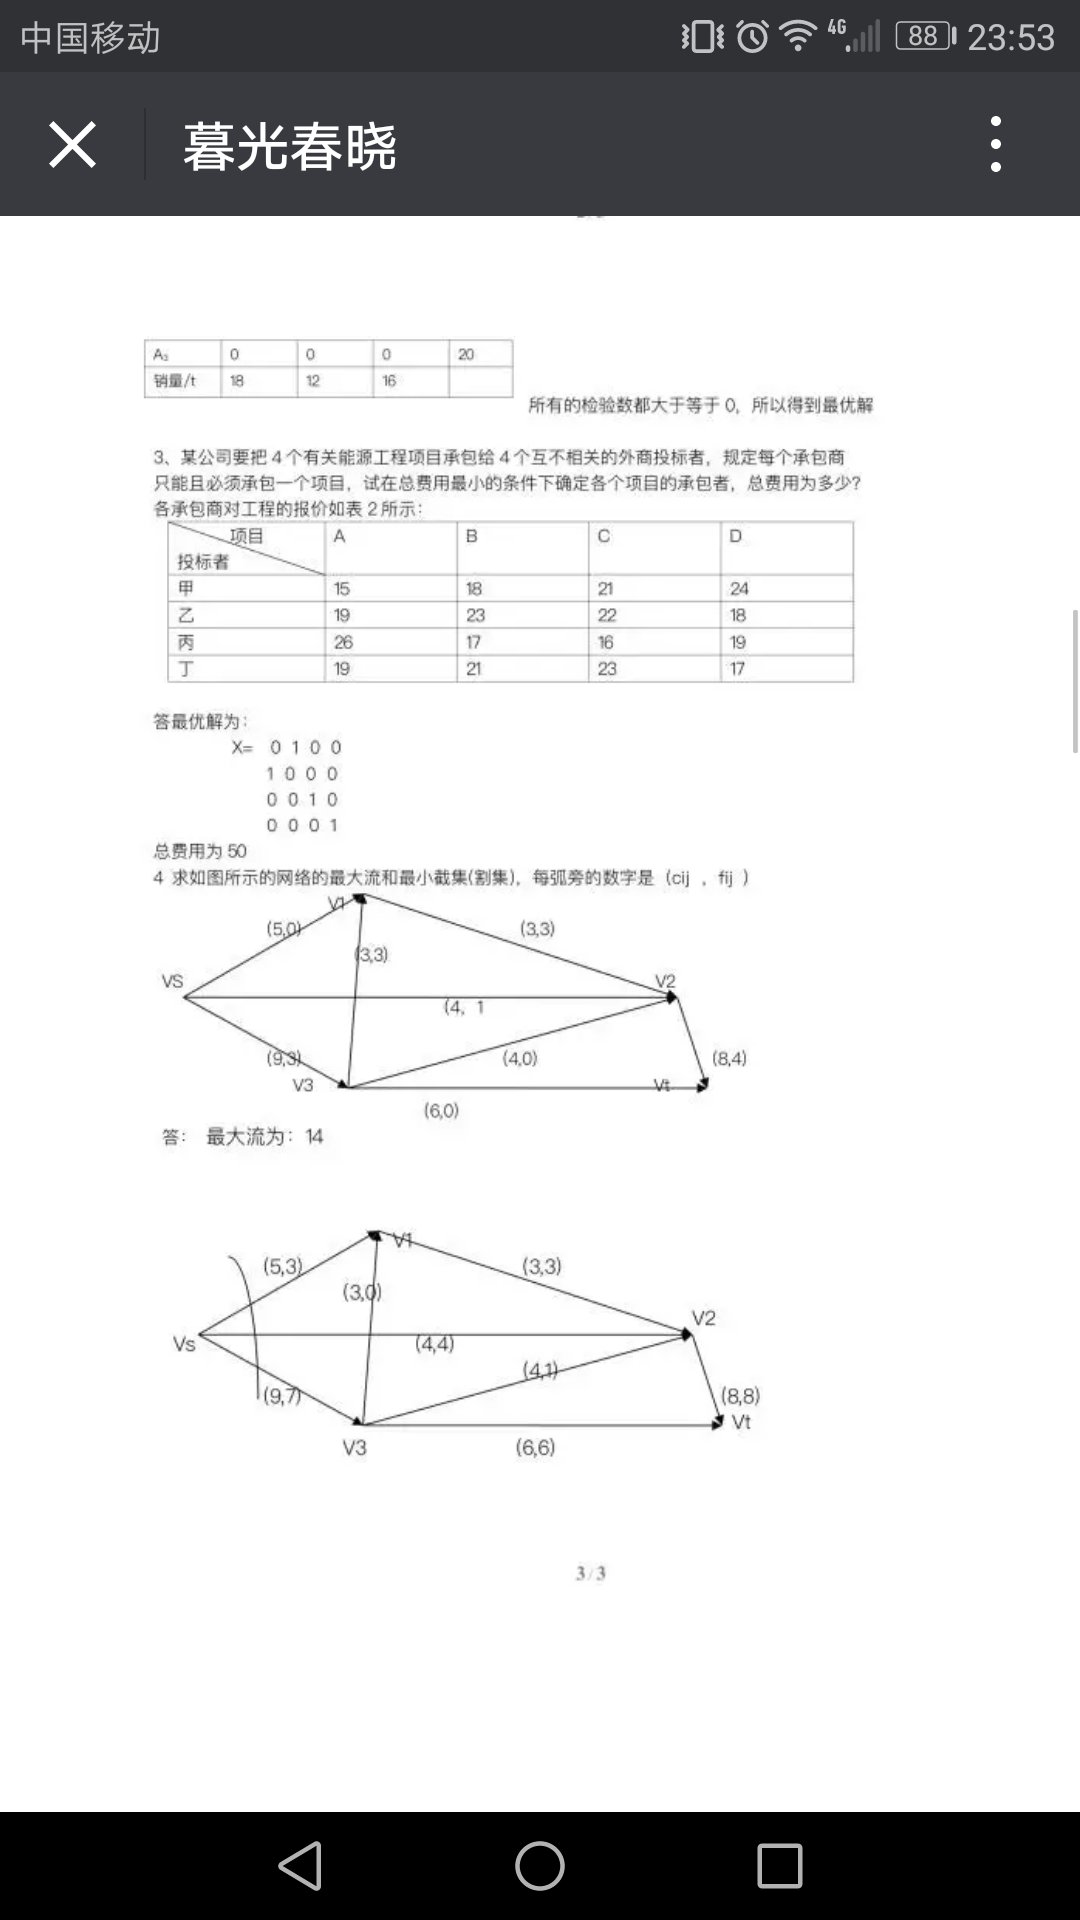 中国移动 4G 88 23:53
暮光春晓
A₃ 0 0 0 20
销量/t 18 12 16
所有的检验数都大于等于 0，所以得到最优解
3、某公司要把 4 个有关能源工程项目承包给 4 个互不相关的外商投标者，规定每个承包商
只能且必须承包一个项目，试在总费用最小的条件下确定各个项目的承包者，总费用为多少?
各承包商对工程的报价如表 2 所示：
项目 A B C D
投标者
甲 15 18 21 24
乙 19 23 22 18
丙 26 17 16 19
丁 19 21 23 17
答最优解为：
X= 0 1 0 0
1 0 0 0
0 0 1 0
0 0 0 1
总费用为 50
4 求如图所示的网络的最大流和最小截集(割集)，每弧旁的数字是（cij ，fij ）
V1
(5,0) (3,3)
(3,3)
VS V2
(4，1
(9,3) (4,0) (8,4)
V3 Vt
(6,0)
答： 最大流为：14
V1
(5,3) (3,3)
(3,0)
V2
Vs (4,4)
(4,1)
(9,7) (8,8)
Vt
V3 (6,6)
3 / 3